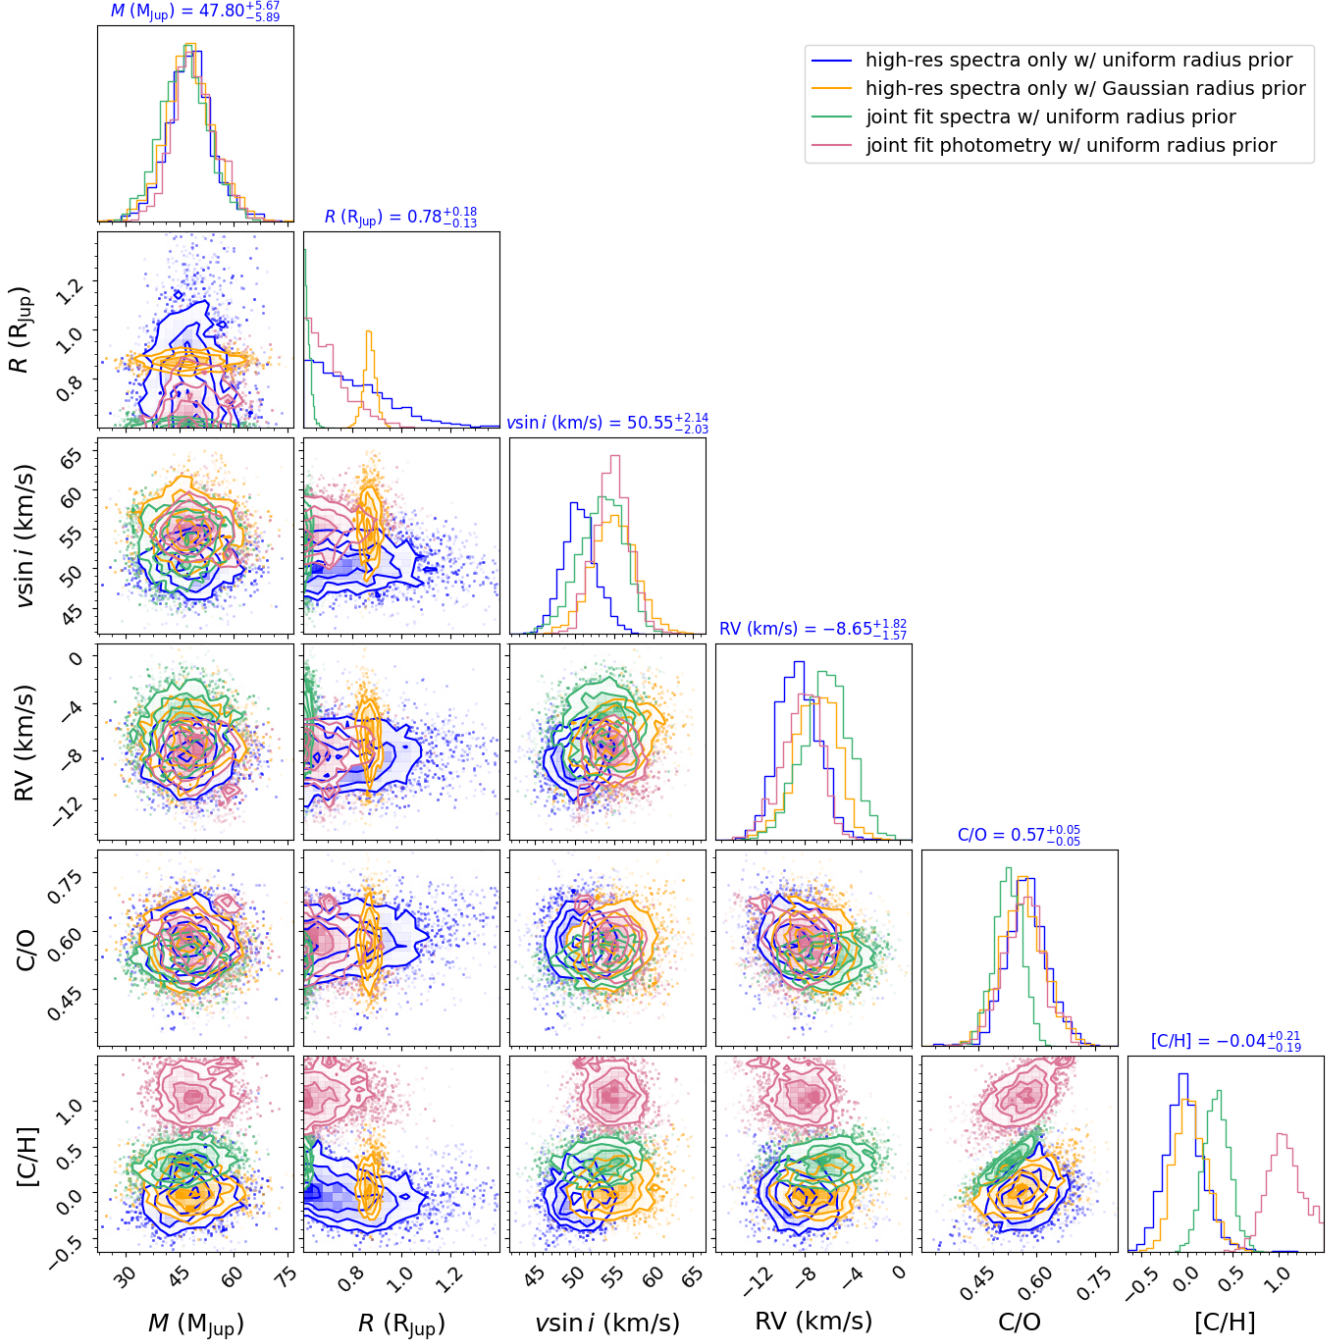 M (M_Jup) = 47.80^{+5.67}_{−5.89}
high-res spectra only w/ uniform radius prior
high-res spectra only w/ Gaussian radius prior
joint fit spectra w/ uniform radius prior
joint fit photometry w/ uniform radius prior
R (R_Jup) = 0.78^{+0.18}_{−0.13}
1.2
1.0
0.8
R (R_Jup)
vsin i (km/s) = 50.55^{+2.14}_{−2.03}
65
60
55
50
45
vsin i (km/s)
RV (km/s) = −8.65^{+1.82}_{−1.57}
0
−4
−8
−12
RV (km/s)
C/O = 0.57^{+0.05}_{−0.05}
0.75
0.60
0.45
C/O
[C/H] = −0.04^{+0.21}_{−0.19}
1.0
0.5
0.0
−0.5
[C/H]
30 45 60 75 0.8 1.0 1.2 45 50 55 60 65 −12 −8 −4 0 0.45 0.60 0.75 −0.5 0.0 0.5 1.0
M (M_Jup) R (R_Jup) vsin i (km/s) RV (km/s) C/O [C/H]